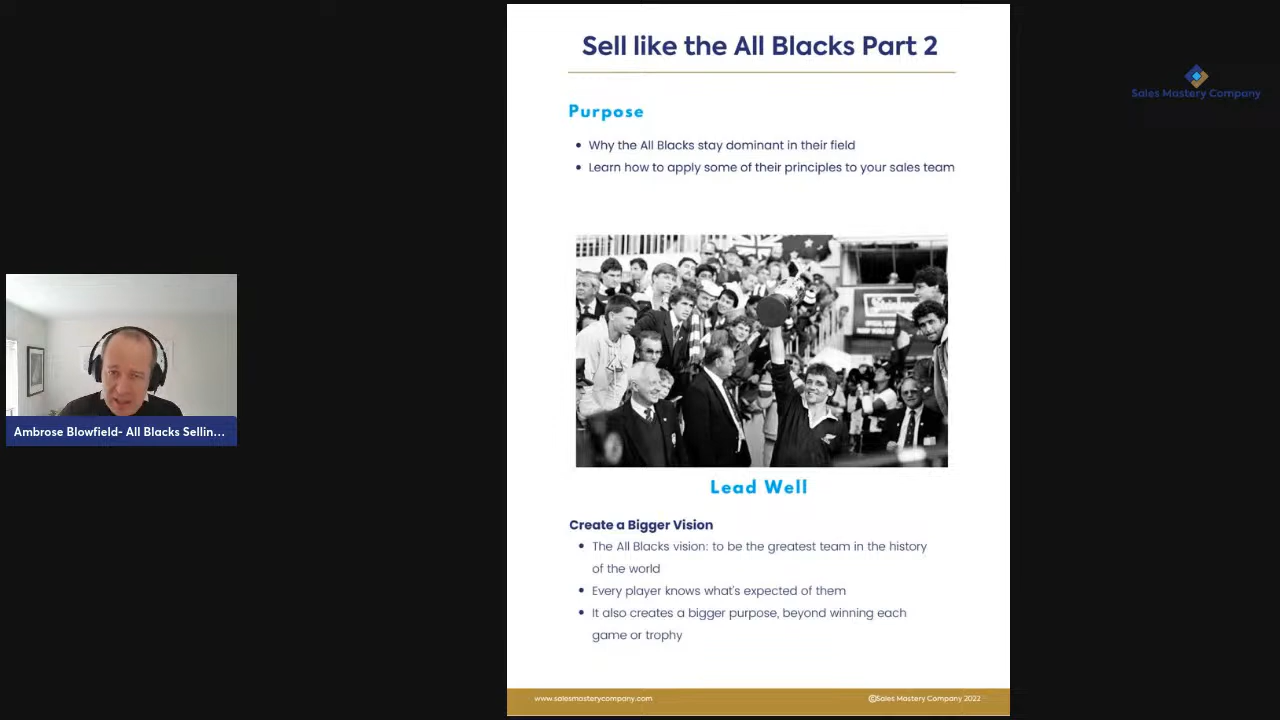 Sell like the All Blacks Part 2
Sales Mastery Company
Purpose
Why the All Blacks stay dominant in their field
Learn how to apply some of their principles to your sales team
Ambrose Blowfield- All Blacks Sellin...
Lead Well
Create a Bigger Vision
The All Blacks vision: to be the greatest team in the history
of the world
Every player knows what's expected of them
It also creates a bigger purpose, beyond winning each
game or trophy
www.salesmasterycompany.com
©Sales Mastery Company 2022